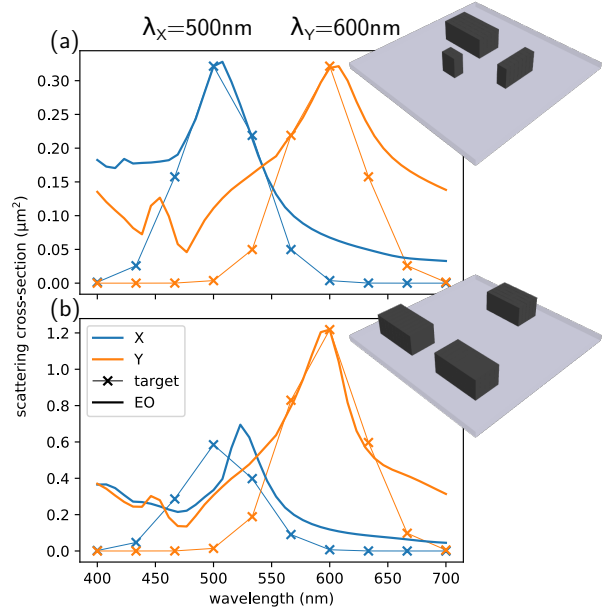 λX=500nm λY=600nm
(a)
0.30
0.25
0.20
0.15
0.10
0.05
0.00
scattering cross-section (µm²)
(b)
1.2
1.0
0.8
0.6
0.4
0.2
0.0
X
Y
target
EO
400 450 500 550 600 650 700
wavelength (nm)